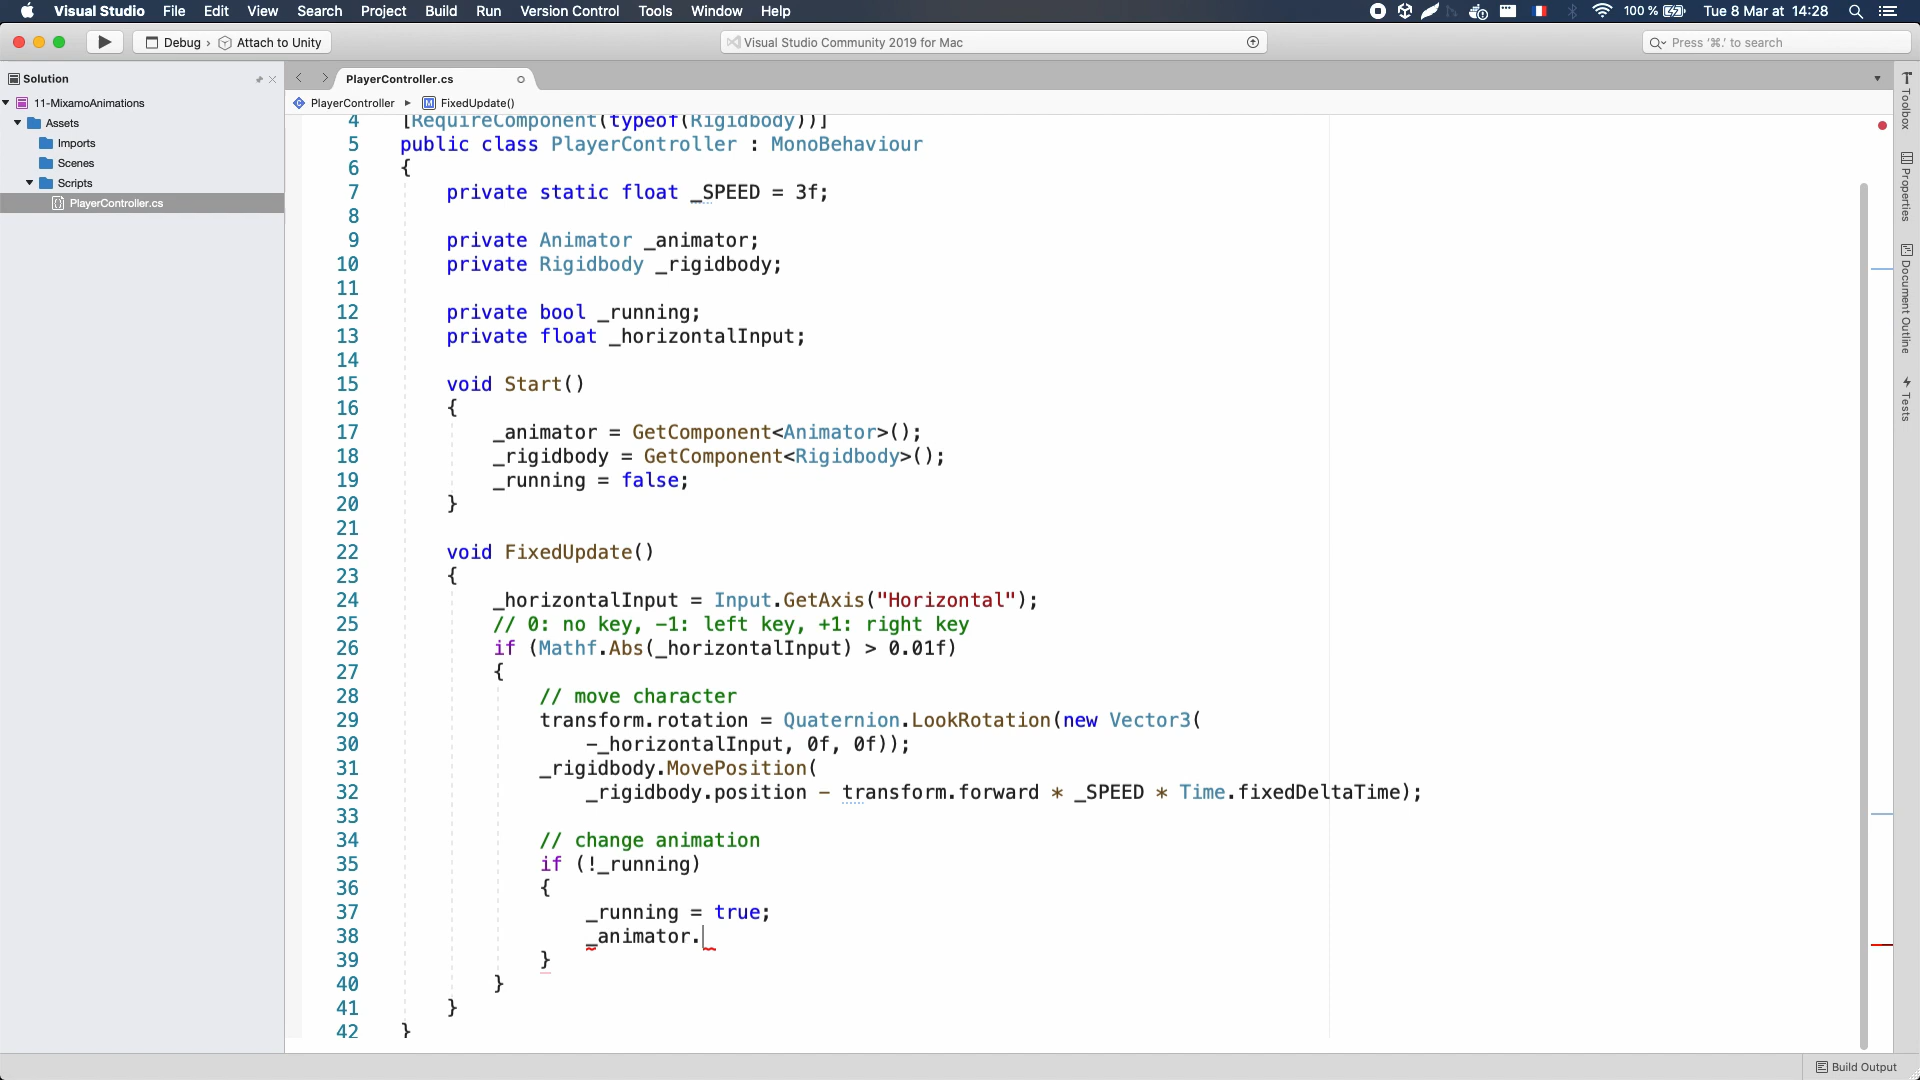 Visual Studio File Edit View Search Project Build Run Version Control Tools Window Help 100 % Tue 8 Mar at 14:28
Debug › Attach to Unity Visual Studio Community 2019 for Mac Press '⌘.' to search
Solution
11-MixamoAnimations
Assets
Imports
Scenes
Scripts
PlayerController.cs
PlayerController.cs
PlayerController ▸ FixedUpdate()
4 [RequireComponent(typeof(Rigidbody))]
5 public class PlayerController : MonoBehaviour
6 {
7 private static float _SPEED = 3f;
8
9 private Animator _animator;
10 private Rigidbody _rigidbody;
11
12 private bool _running;
13 private float _horizontalInput;
14
15 void Start()
16 {
17 _animator = GetComponent<Animator>();
18 _rigidbody = GetComponent<Rigidbody>();
19 _running = false;
20 }
21
22 void FixedUpdate()
23 {
24 _horizontalInput = Input.GetAxis("Horizontal");
25 // 0: no key, -1: left key, +1: right key
26 if (Mathf.Abs(_horizontalInput) > 0.01f)
27 {
28 // move character
29 transform.rotation = Quaternion.LookRotation(new Vector3(
30 -_horizontalInput, 0f, 0f));
31 _rigidbody.MovePosition(
32 _rigidbody.position - transform.forward * _SPEED * Time.fixedDeltaTime);
33
34 // change animation
35 if (!_running)
36 {
37 _running = true;
38 _animator.
39 }
40 }
41 }
42 }
Toolbox
Properties
Document Outline
Tests
Build Output